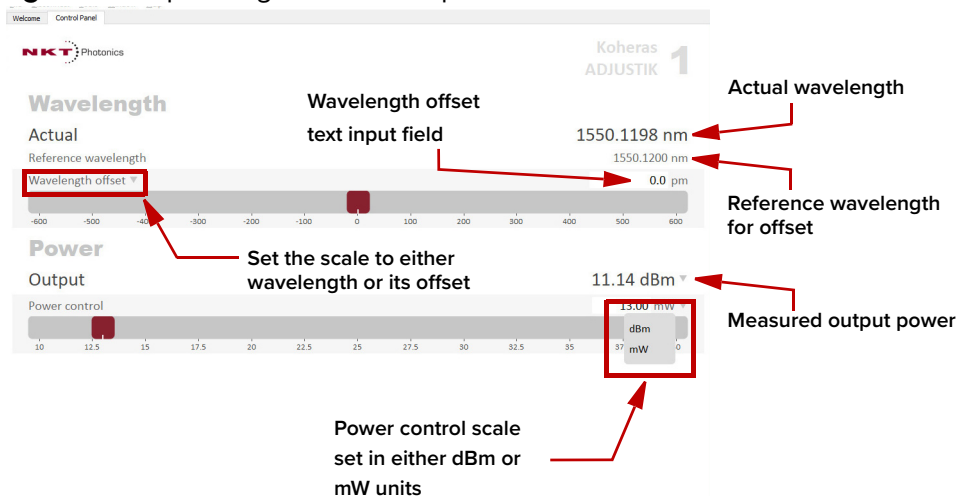 Welcome Control Panel
NKT Photonics
Koheras
ADJUSTIK 1
Wavelength
Wavelength offset
text input field
Actual wavelength
Actual
1550.1198 nm
Reference wavelength
1550.1200 nm
Wavelength offset
0.0 pm
-600 -500 -300 -200 -100 0 100 200 300 400 500 600
Reference wavelength
for offset
Power
Set the scale to either
wavelength or its offset
Output
11.14 dBm
Power control
13.00 mW
Measured output power
dBm
mW
10 12.5 15 17.5 20 22.5 25 27.5 30 32.5 35
Power control scale
set in either dBm or
mW units